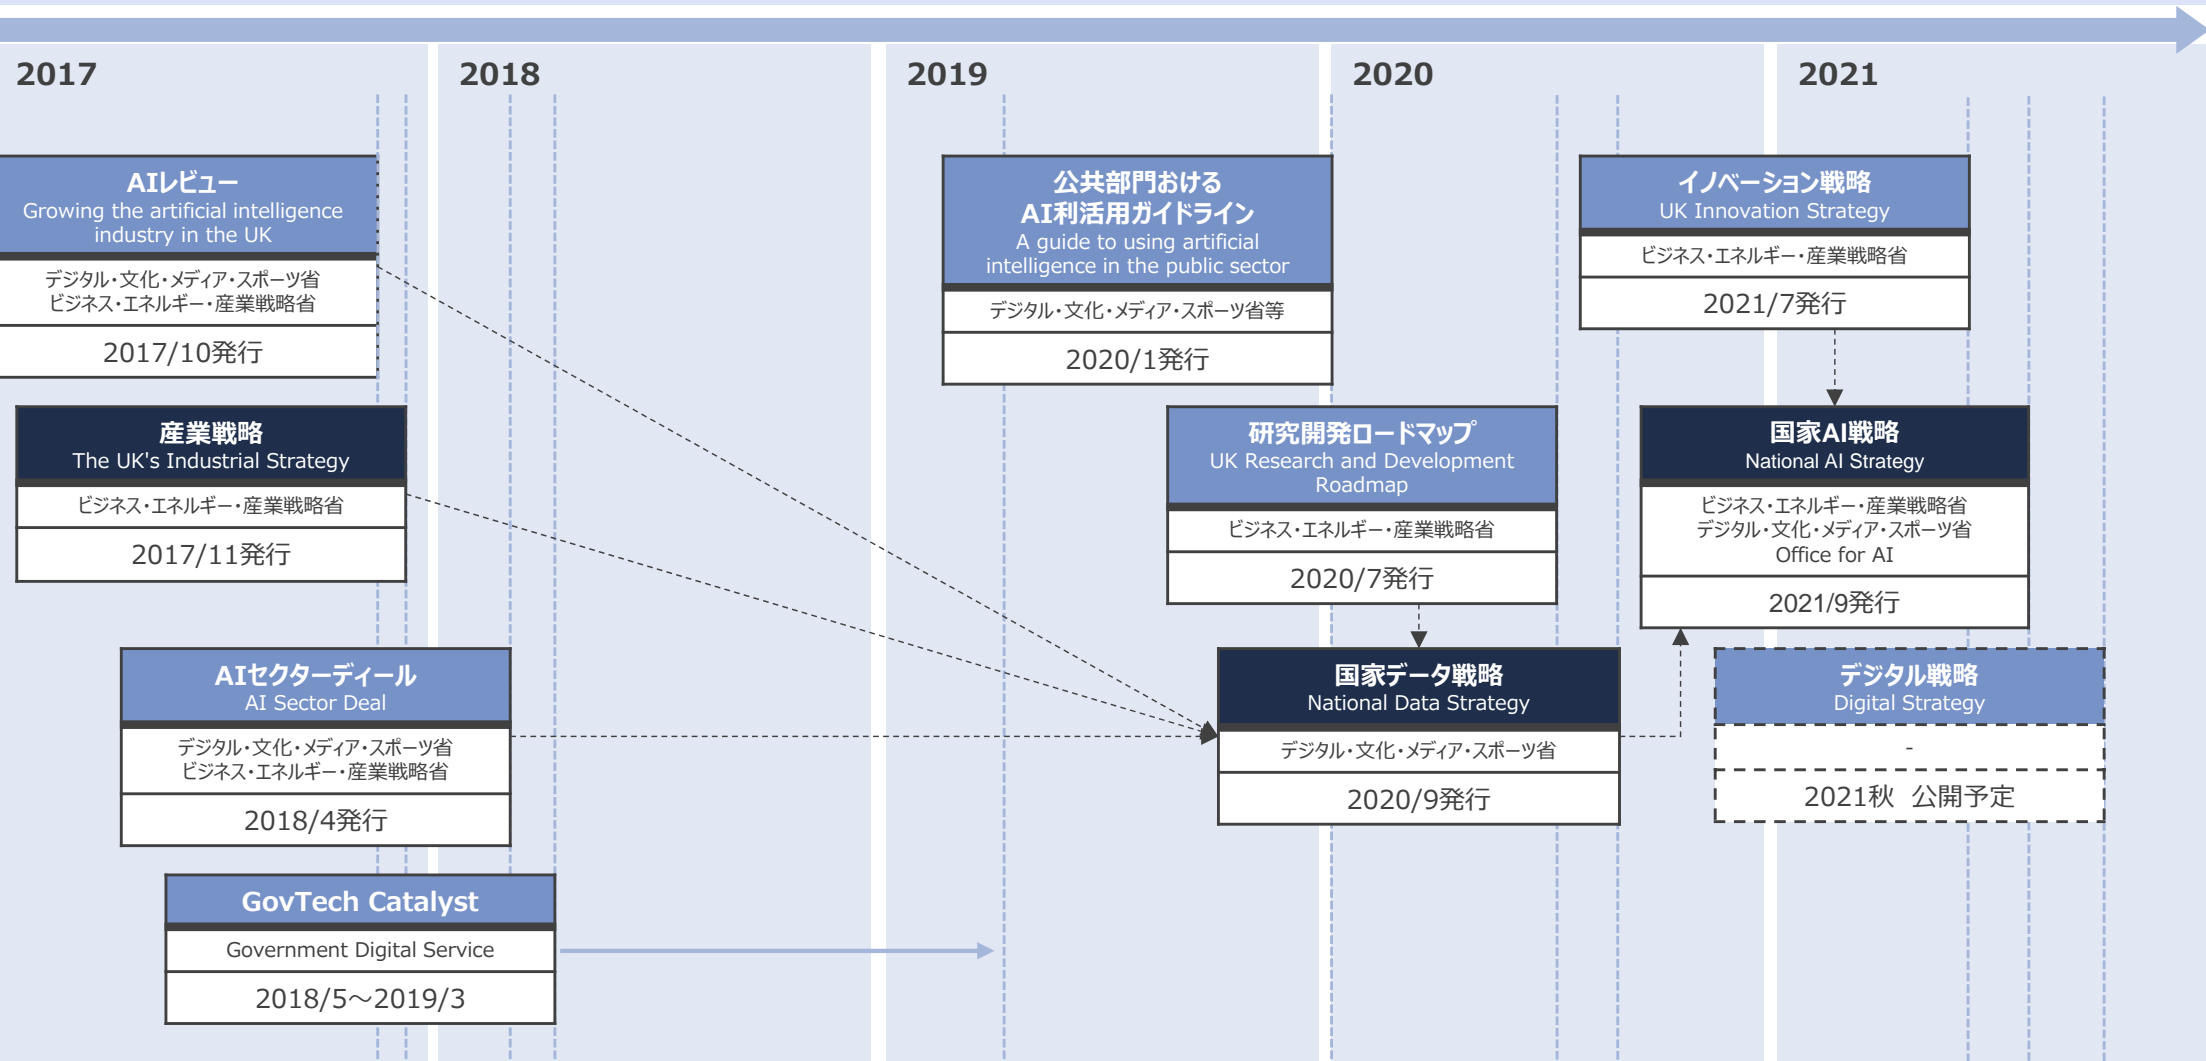 2017
2018
2019
2020
2021
AIレビュー
Growing the artificial intelligence
industry in the UK
デジタル・文化・メディア・スポーツ省
ビジネス・エネルギー・産業戦略省
2017/10発行
産業戦略
The UK's Industrial Strategy
ビジネス・エネルギー・産業戦略省
2017/11発行
AIセクターディール
AI Sector Deal
デジタル・文化・メディア・スポーツ省
ビジネス・エネルギー・産業戦略省
2018/4発行
GovTech Catalyst
Government Digital Service
2018/5～2019/3
公共部門おける
AI利活用ガイドライン
A guide to using artificial
intelligence in the public sector
デジタル・文化・メディア・スポーツ省等
2020/1発行
研究開発ロードマップ
UK Research and Development
Roadmap
ビジネス・エネルギー・産業戦略省
2020/7発行
国家データ戦略
National Data Strategy
デジタル・文化・メディア・スポーツ省
2020/9発行
イノベーション戦略
UK Innovation Strategy
ビジネス・エネルギー・産業戦略省
2021/7発行
国家AI戦略
National AI Strategy
ビジネス・エネルギー・産業戦略省
デジタル・文化・メディア・スポーツ省
Office for AI
2021/9発行
デジタル戦略
Digital Strategy
-
2021秋 公開予定